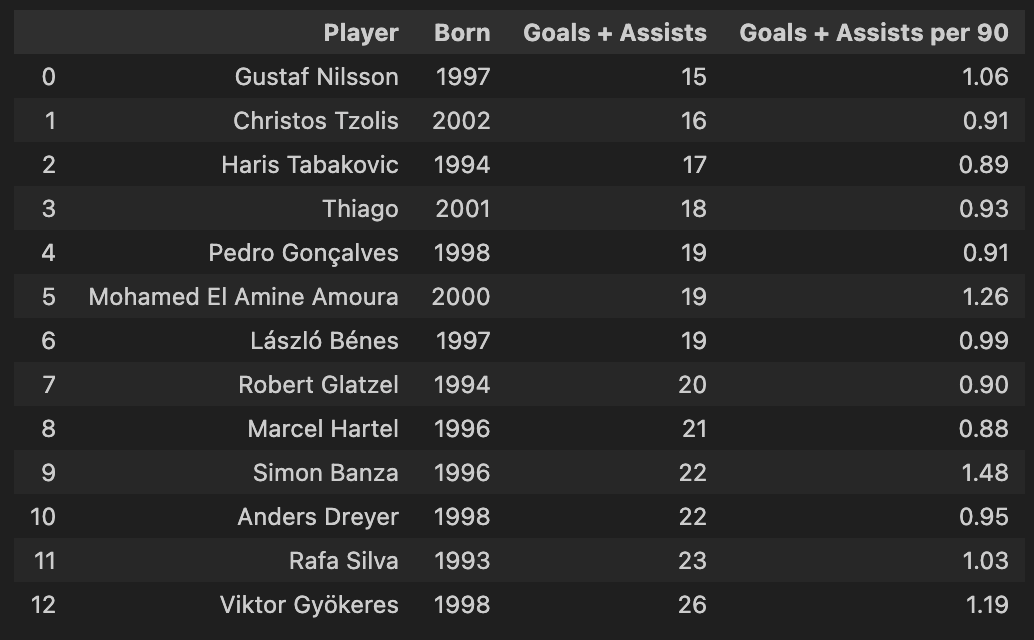 Player Born Goals + Assists Goals + Assists per 90
0 Gustaf Nilsson 1997 15 1.06
1 Christos Tzolis 2002 16 0.91
2 Haris Tabakovic 1994 17 0.89
3 Thiago 2001 18 0.93
4 Pedro Gonçalves 1998 19 0.91
5 Mohamed El Amine Amoura 2000 19 1.26
6 László Bénes 1997 19 0.99
7 Robert Glatzel 1994 20 0.90
8 Marcel Hartel 1996 21 0.88
9 Simon Banza 1996 22 1.48
10 Anders Dreyer 1998 22 0.95
11 Rafa Silva 1993 23 1.03
12 Viktor Gyökeres 1998 26 1.19